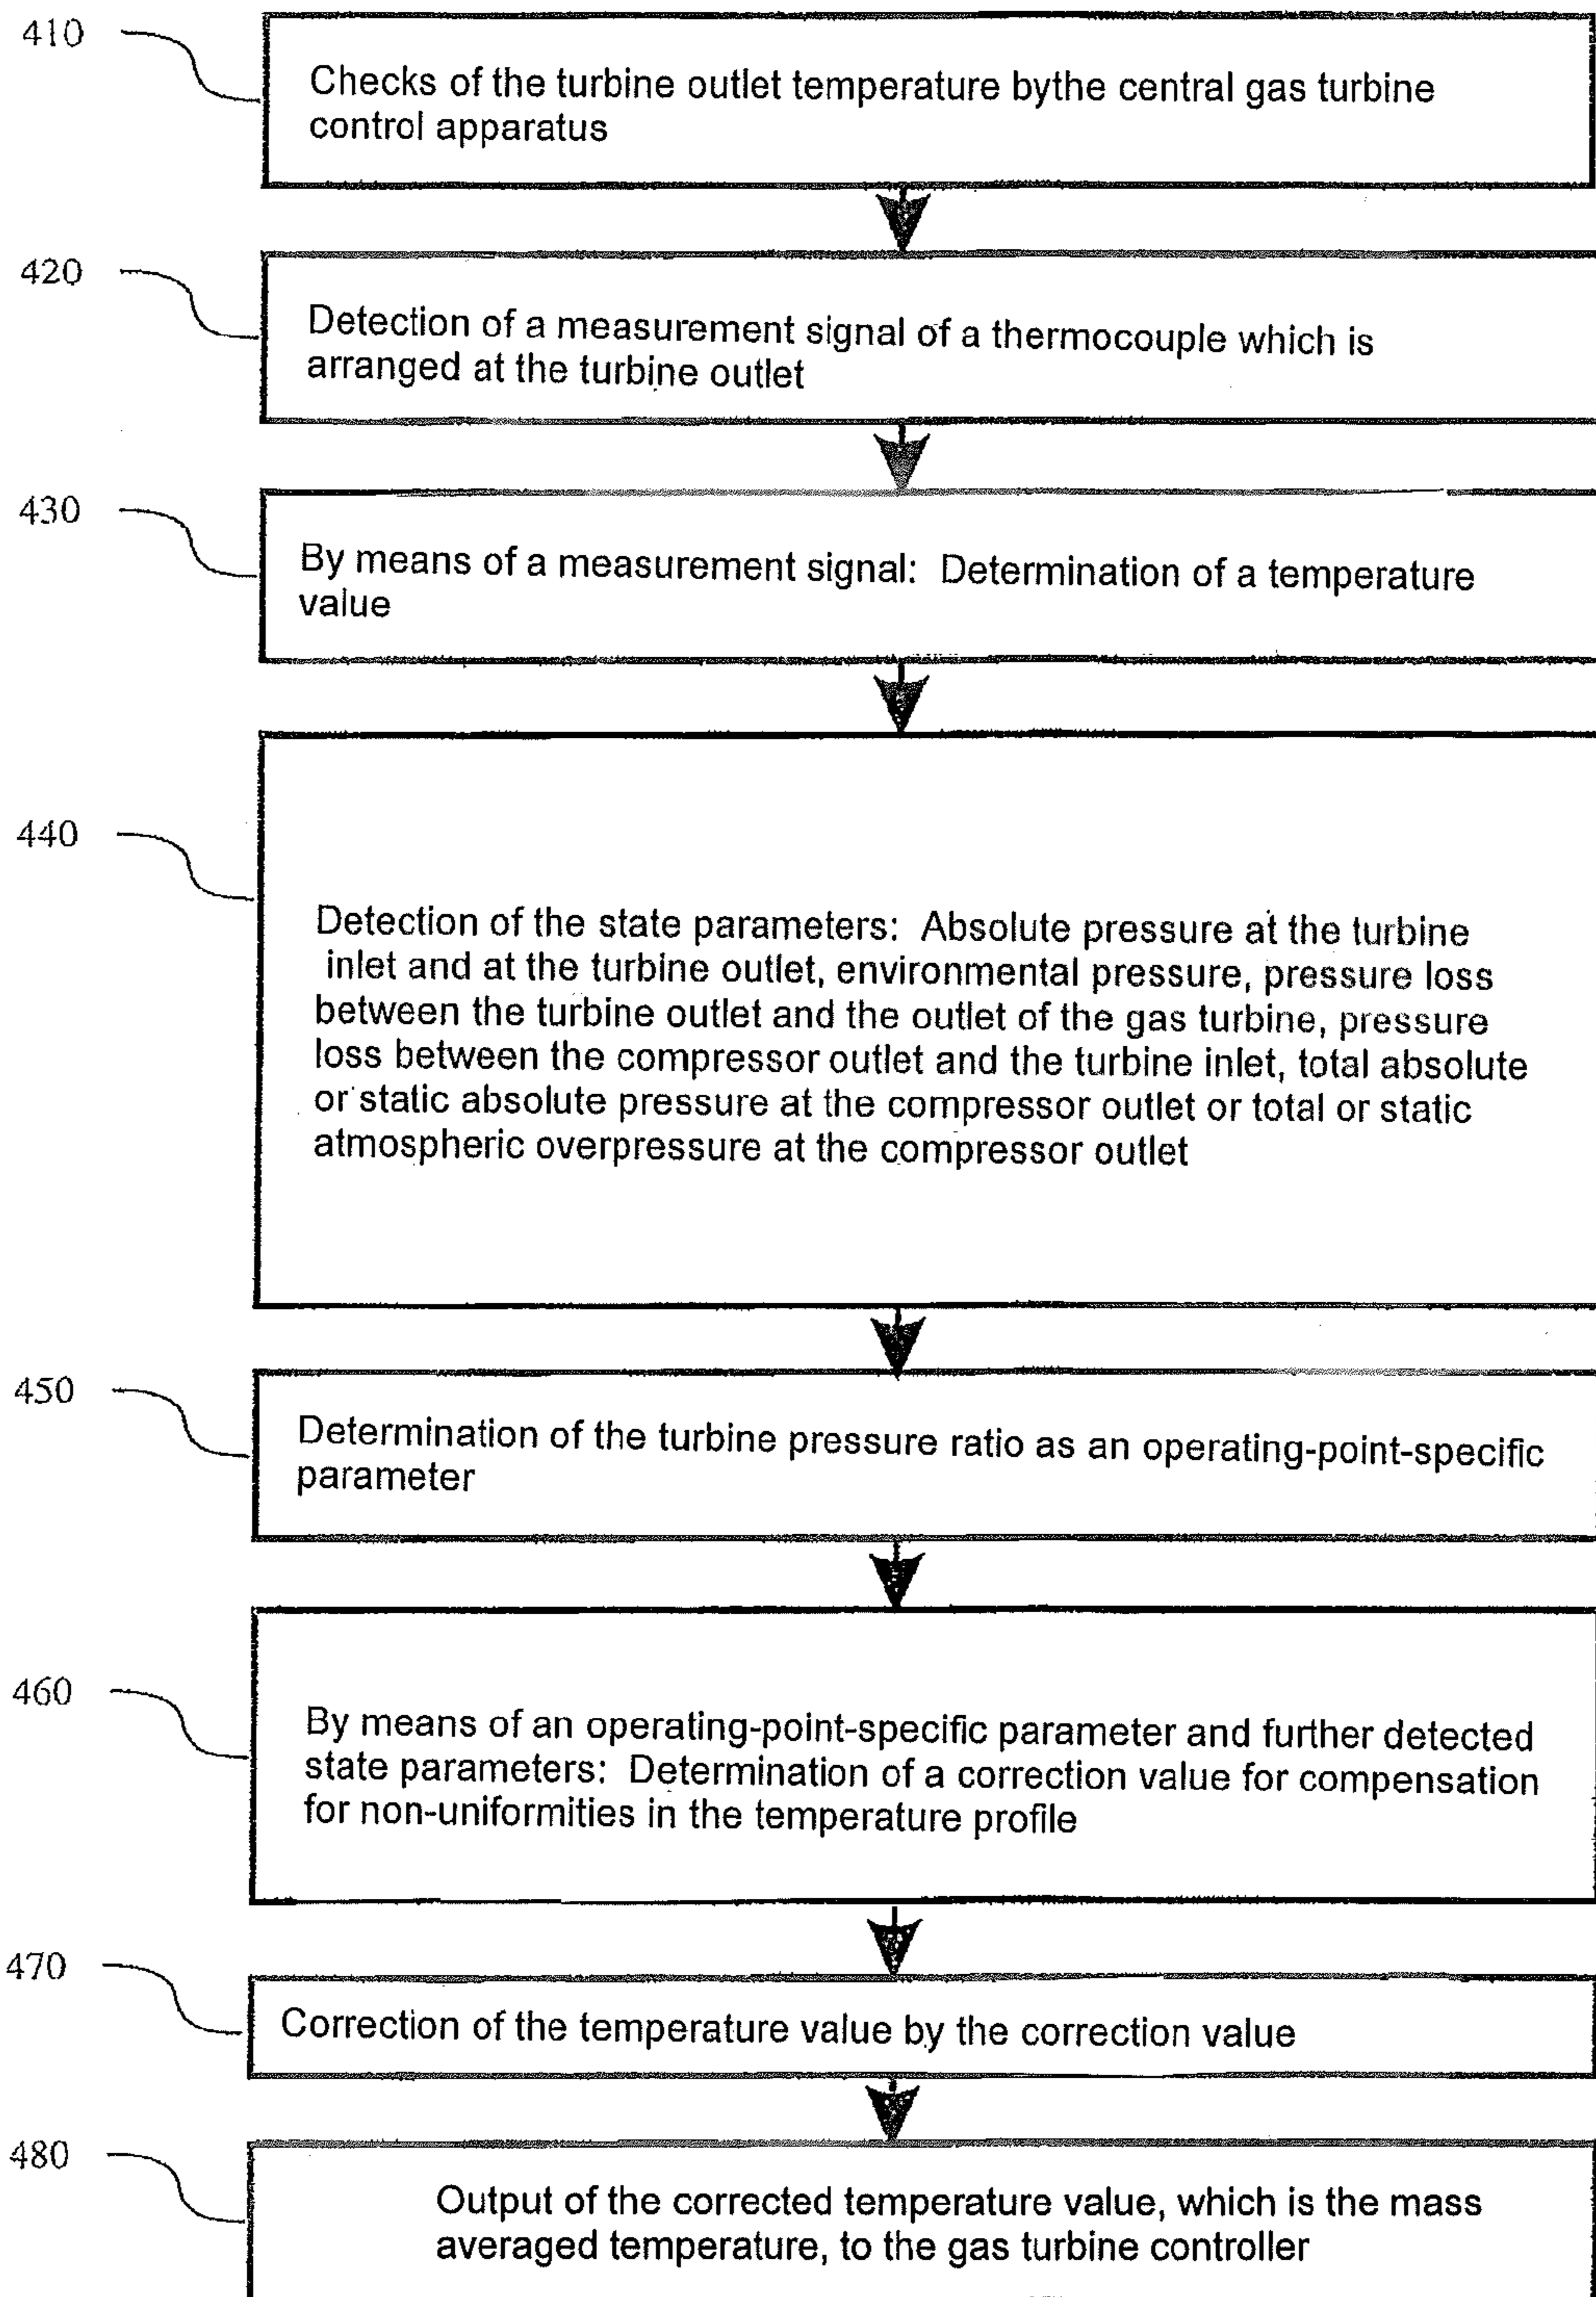 410
Checks of the turbine outlet temperature bythe central gas turbine
control apparatus
420
Detection of a measurement signal of a thermocouple which is
arranged at the turbine outlet
430
By means of a measurement signal: Determination of a temperature
value
440
Detection of the state parameters: Absolute pressure at the turbine
inlet and at the turbine outlet, environmental pressure, pressure loss
between the turbine outlet and the outlet of the gas turbine, pressure
loss between the compressor outlet and the turbine inlet, total absolute
or static absolute pressure at the compressor outlet or total or static
atmospheric overpressure at the compressor outlet
450
Determination of the turbine pressure ratio as an operating-point-specific
parameter
460
By means of an operating-point-specific parameter and further detected
state parameters: Determination of a correction value for compensation
for non-uniformities in the temperature profile
470
Correction of the temperature value by the correction value
480
Output of the corrected temperature value, which is the mass
averaged temperature, to the gas turbine controller